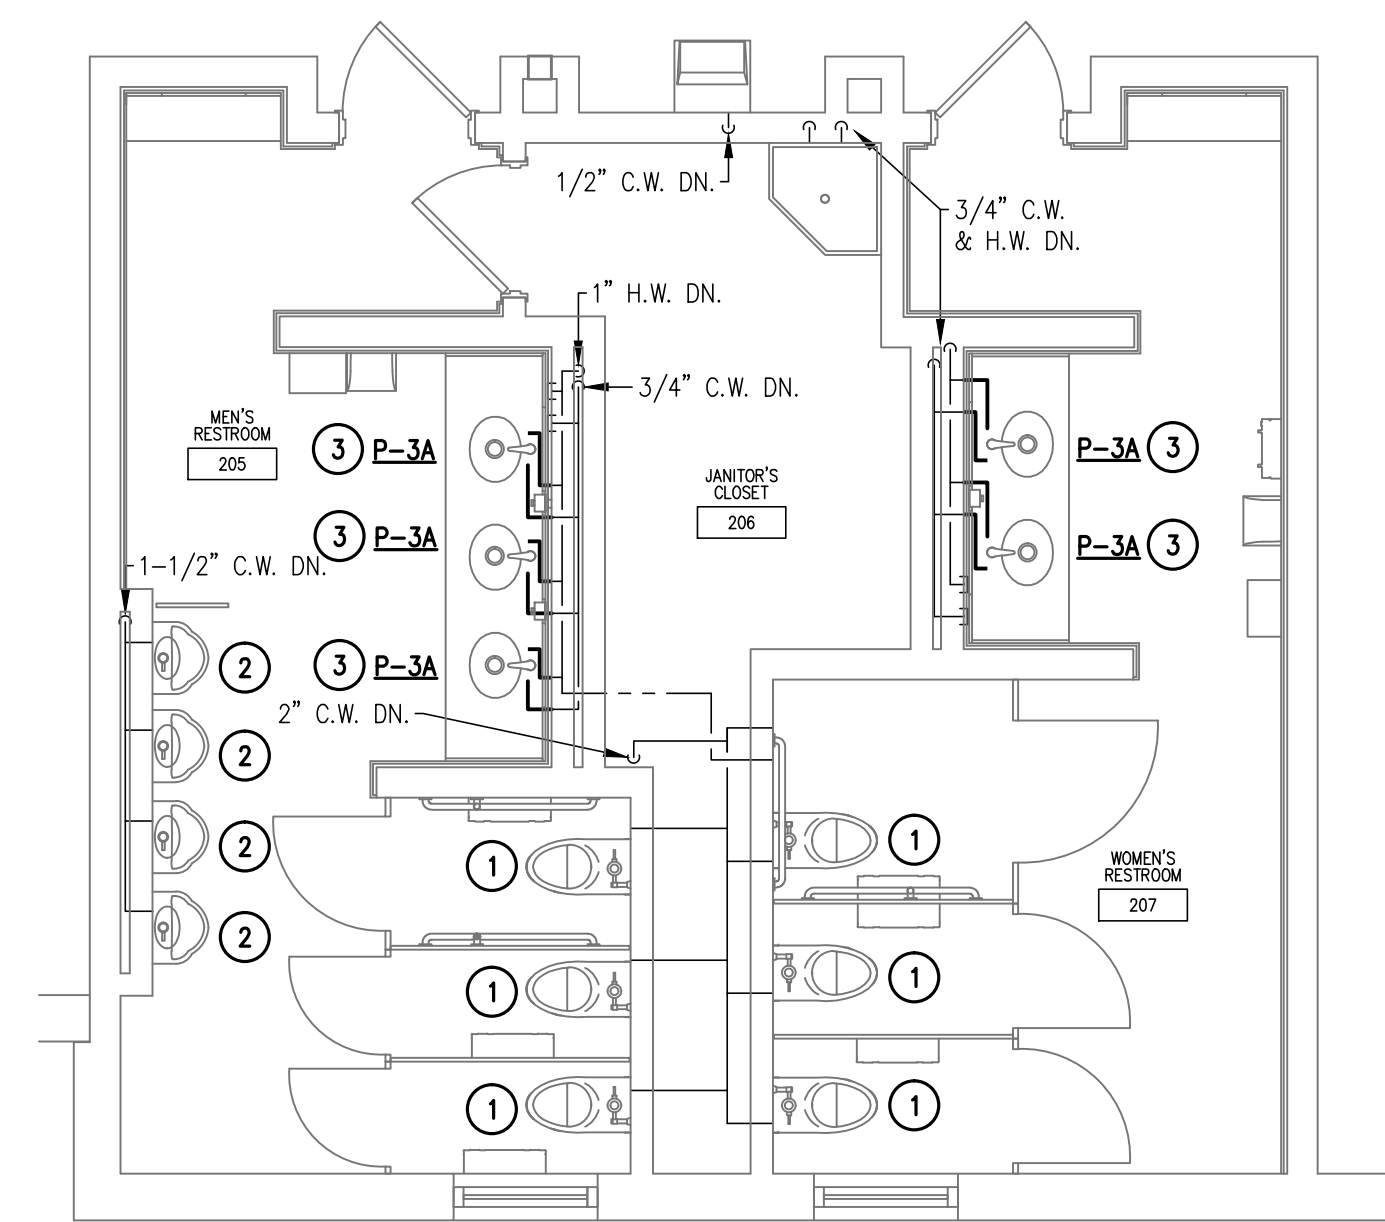 1/2” C.W. DN.
3/4” C.W.
& H.W. DN.
1” H.W. DN.
3/4” C.W. DN.
MEN'S
RESTROOM
205
3 P-3A
P-3A 3
JANITOR'S
CLOSET
206
3 P-3A
P-3A 3
1-1/2” C.W. DN.
3 P-3A
2
2” C.W. DN.
2
2
2
1
1
WOMEN'S
RESTROOM
207
1
1
1
1